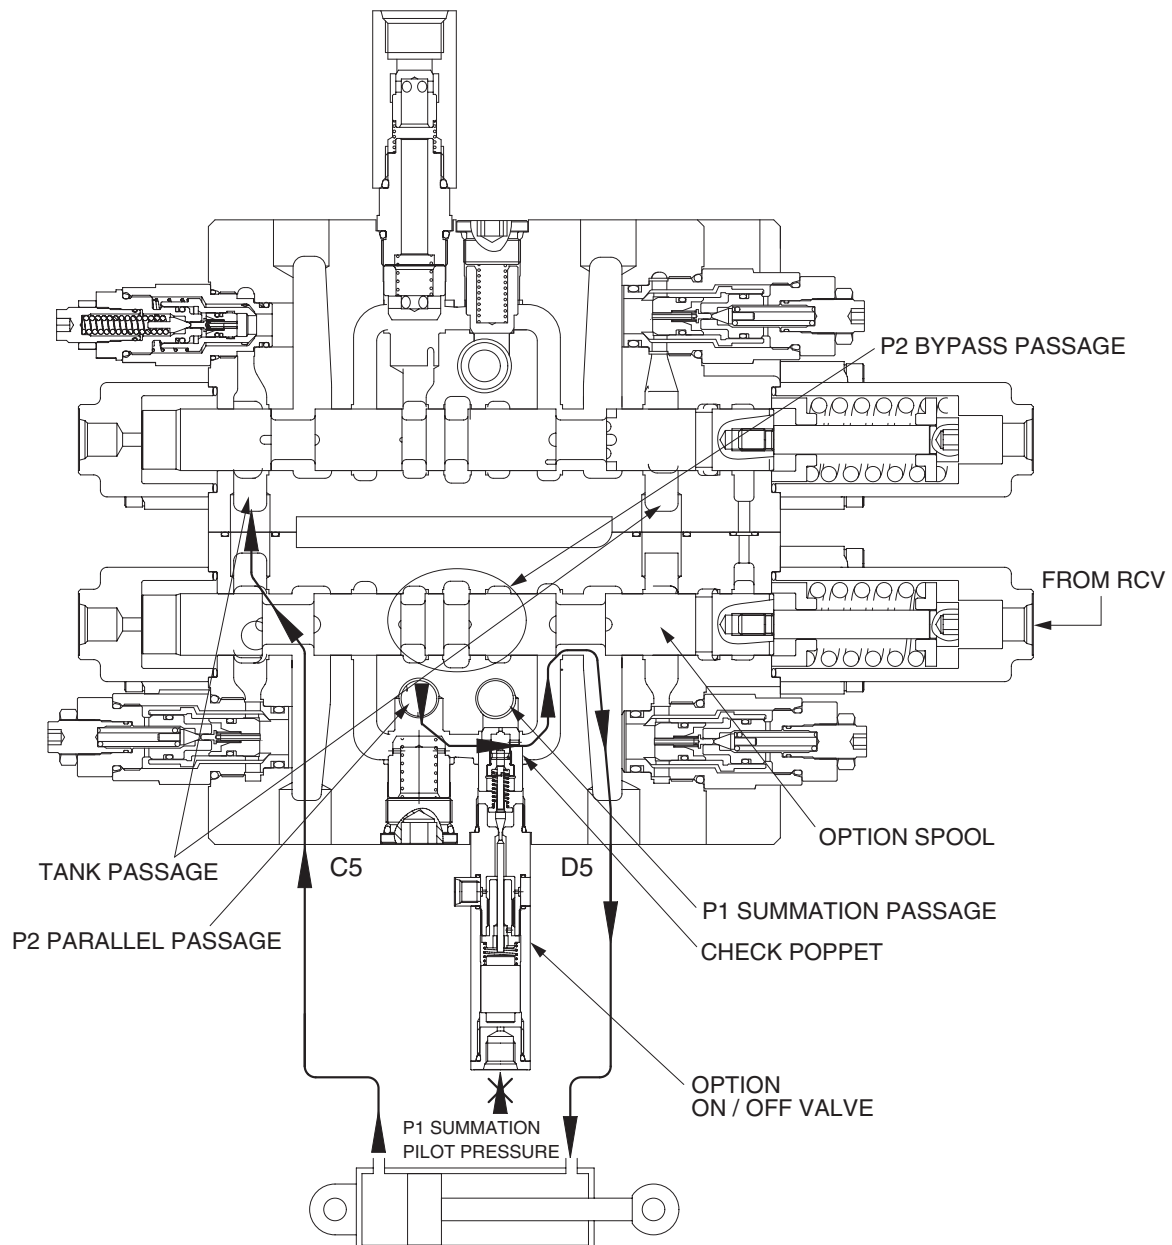 P2 BYPASS PASSAGE
FROM RCV
OPTION SPOOL
TANK PASSAGE
C5
D5
P1 SUMMATION PASSAGE
P2 PARALLEL PASSAGE
CHECK POPPET
OPTION
ON / OFF VALVE
P1 SUMMATION
PILOT PRESSURE